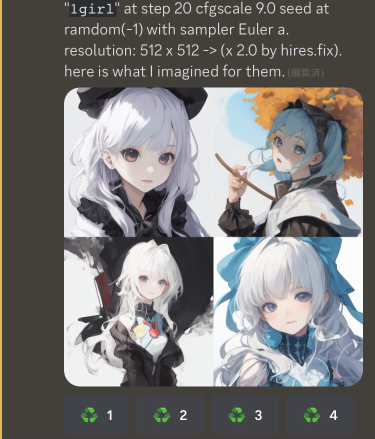 "1girl" at step 20 cfgscale 9.0 seed at
ramdom(-1) with sampler Euler a.
resolution: 512 x 512 -> (x 2.0 by hires.fix).
here is what I imagined for them. (編集済)
1 2 3 4